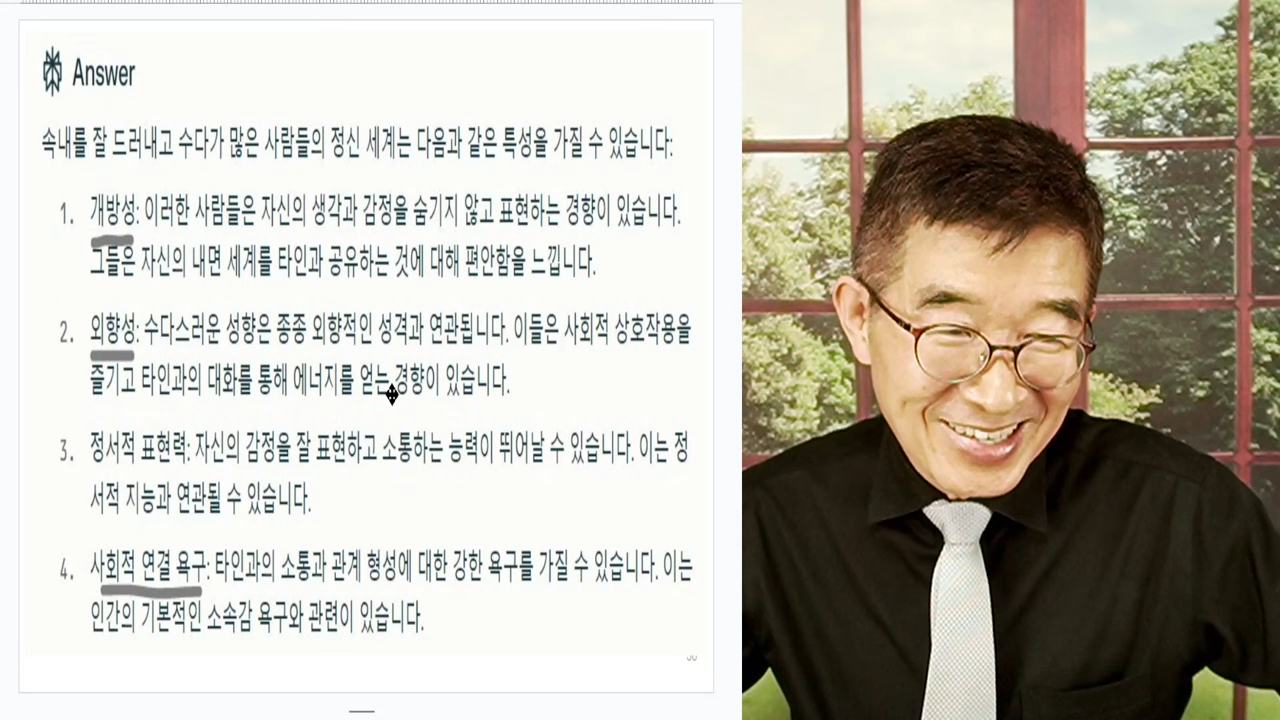 Answer
속내를 잘 드러내고 수다가 많은 사람들의 정신 세계는 다음과 같은 특성을 가질 수 있습니다:
1. 개방성: 이러한 사람들은 자신의 생각과 감정을 숨기지 않고 표현하는 경향이 있습니다.
그들은 자신의 내면 세계를 타인과 공유하는 것에 대해 편안함을 느낍니다.
2. 외향성: 수다스러운 성향은 종종 외향적인 성격과 연관됩니다. 이들은 사회적 상호작용을
즐기고 타인과의 대화를 통해 에너지를 얻는 경향이 있습니다.
3. 정서적 표현력: 자신의 감정을 잘 표현하고 소통하는 능력이 뛰어날 수 있습니다. 이는 정
서적 지능과 연관될 수 있습니다.
4. 사회적 연결 욕구: 타인과의 소통과 관계 형성에 대한 강한 욕구를 가질 수 있습니다. 이는
인간의 기본적인 소속감 욕구와 관련이 있습니다.